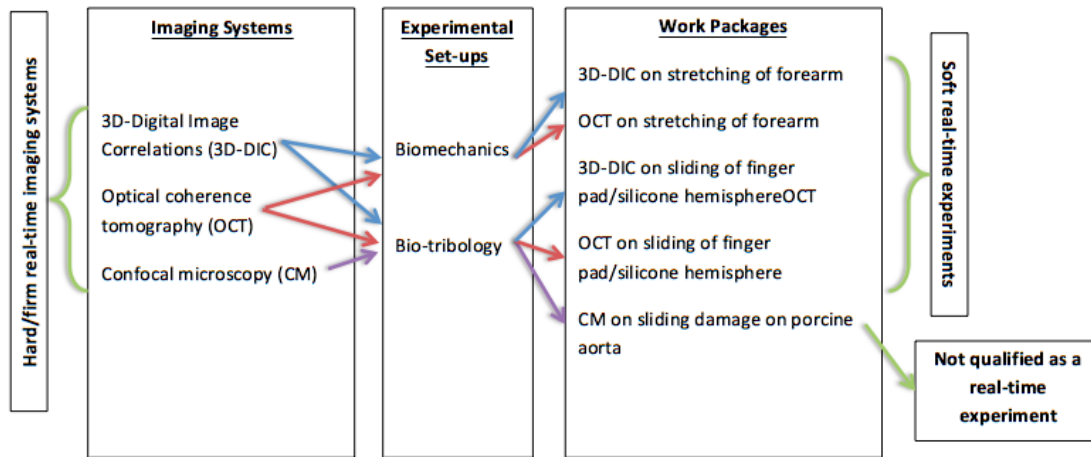 Hard/firm real-time imaging systems
Imaging Systems
3D-Digital Image
Correlations (3D-DIC)
Optical coherence
tomography (OCT)
Confocal microscopy (CM)
Experimental
Set-ups
Biomechanics
Bio-tribology
Work Packages
3D-DIC on stretching of forearm
OCT on stretching of forearm
3D-DIC on sliding of finger
pad/silicone hemisphereOCT
OCT on sliding of finger
pad/silicone hemisphere
CM on sliding damage on porcine
aorta
Soft real-time experiments
Not qualified as a
real-time
experiment